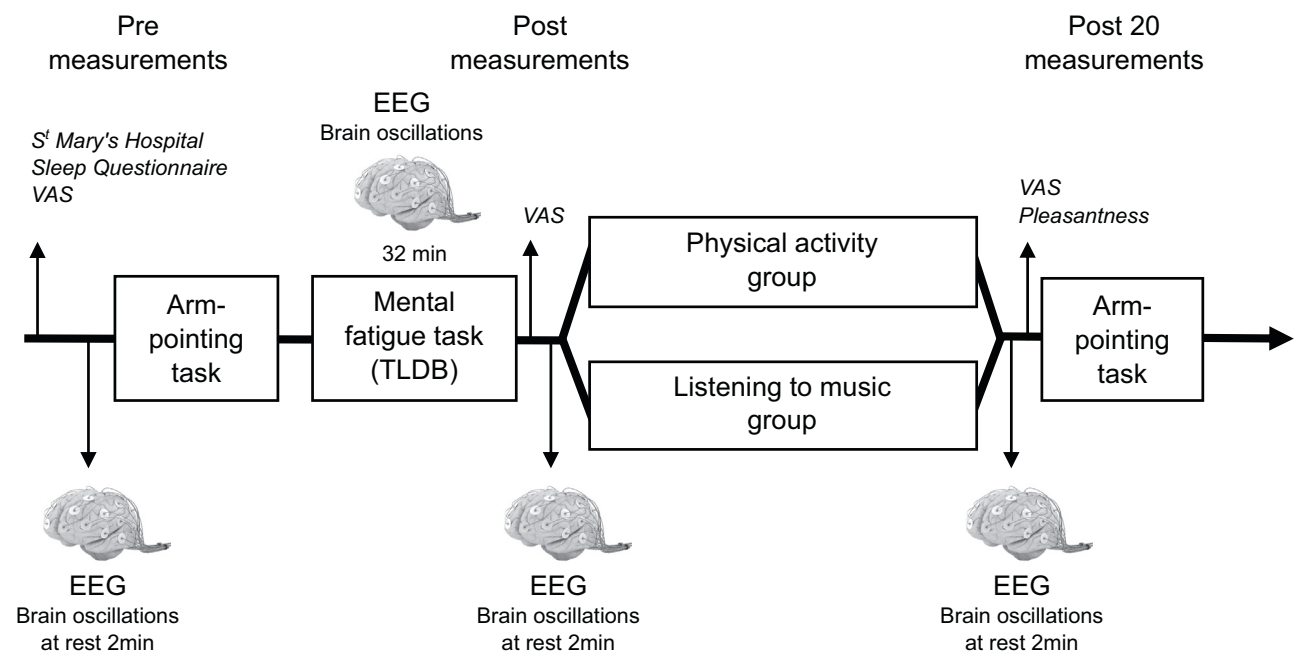 Pre
measurements
Post
measurements
Post 20
measurements
EEG
Brain oscillations
Sᵗ Mary's Hospital
Sleep Questionnaire
VAS
VAS
VAS
Pleasantness
32 min
Arm-
pointing
task
Mental
fatigue task
(TLDB)
Physical activity
group
Listening to music
group
Arm-
pointing
task
EEG
Brain oscillations
at rest 2min
EEG
Brain oscillations
at rest 2min
EEG
Brain oscillations
at rest 2min